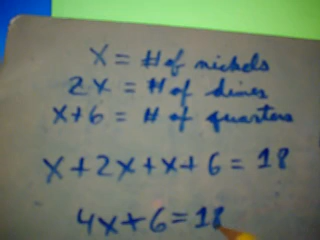 x = # of nickels
2x = # of dimes
x+6 = # of quarters
x+2x+x+6 = 18
4x+6=18